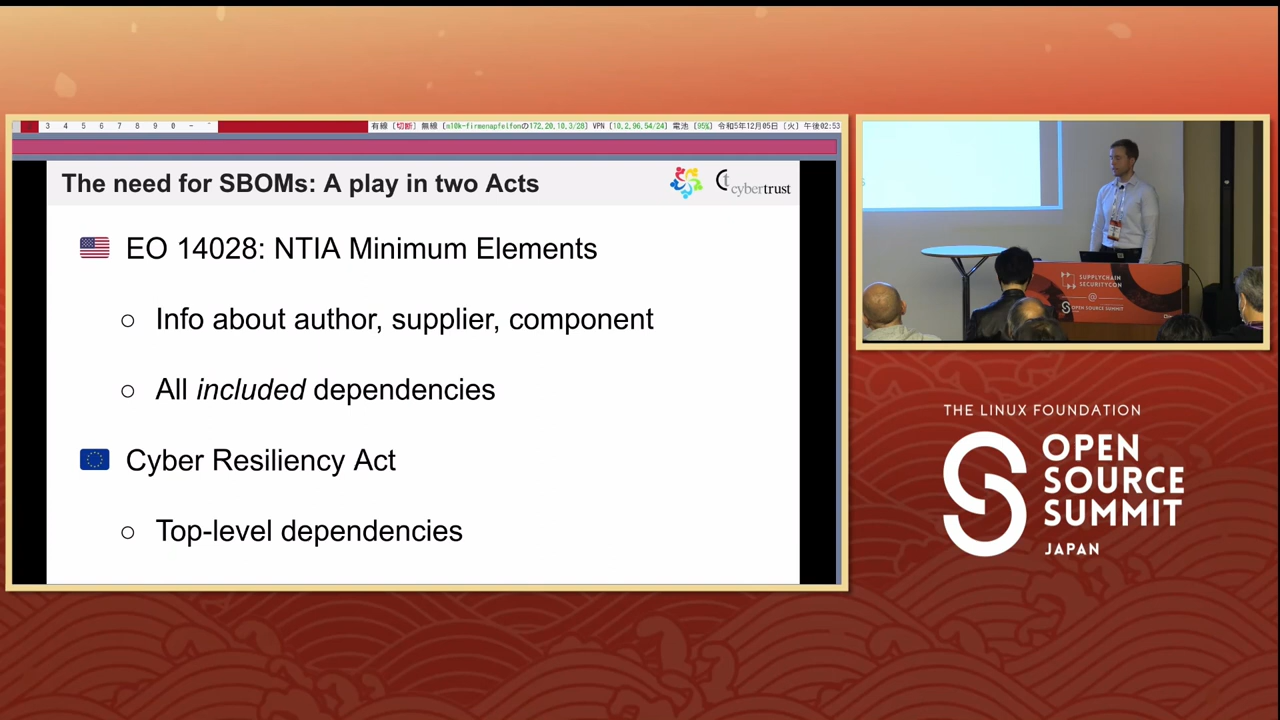 3 4 5 6 7 8 9 0 - ^
有線 [切断] 無線 [m10k-firmenapfelfonの172,20,10,3/28] VPN [10,2,96,54/24] 電池 [95%] 令和5年12月05日 [火] 午後02:53
The need for SBOMs: A play in two Acts
cybertrust
EO 14028: NTIA Minimum Elements
○ Info about author, supplier, component
○ All included dependencies
Cyber Resiliency Act
○ Top-level dependencies
SUPPLYCHAIN
SECURITYCON
@
OPEN SOURCE SUMMIT
THE LINUX FOUNDATION
OPEN
SOURCE
SUMMIT
JAPAN